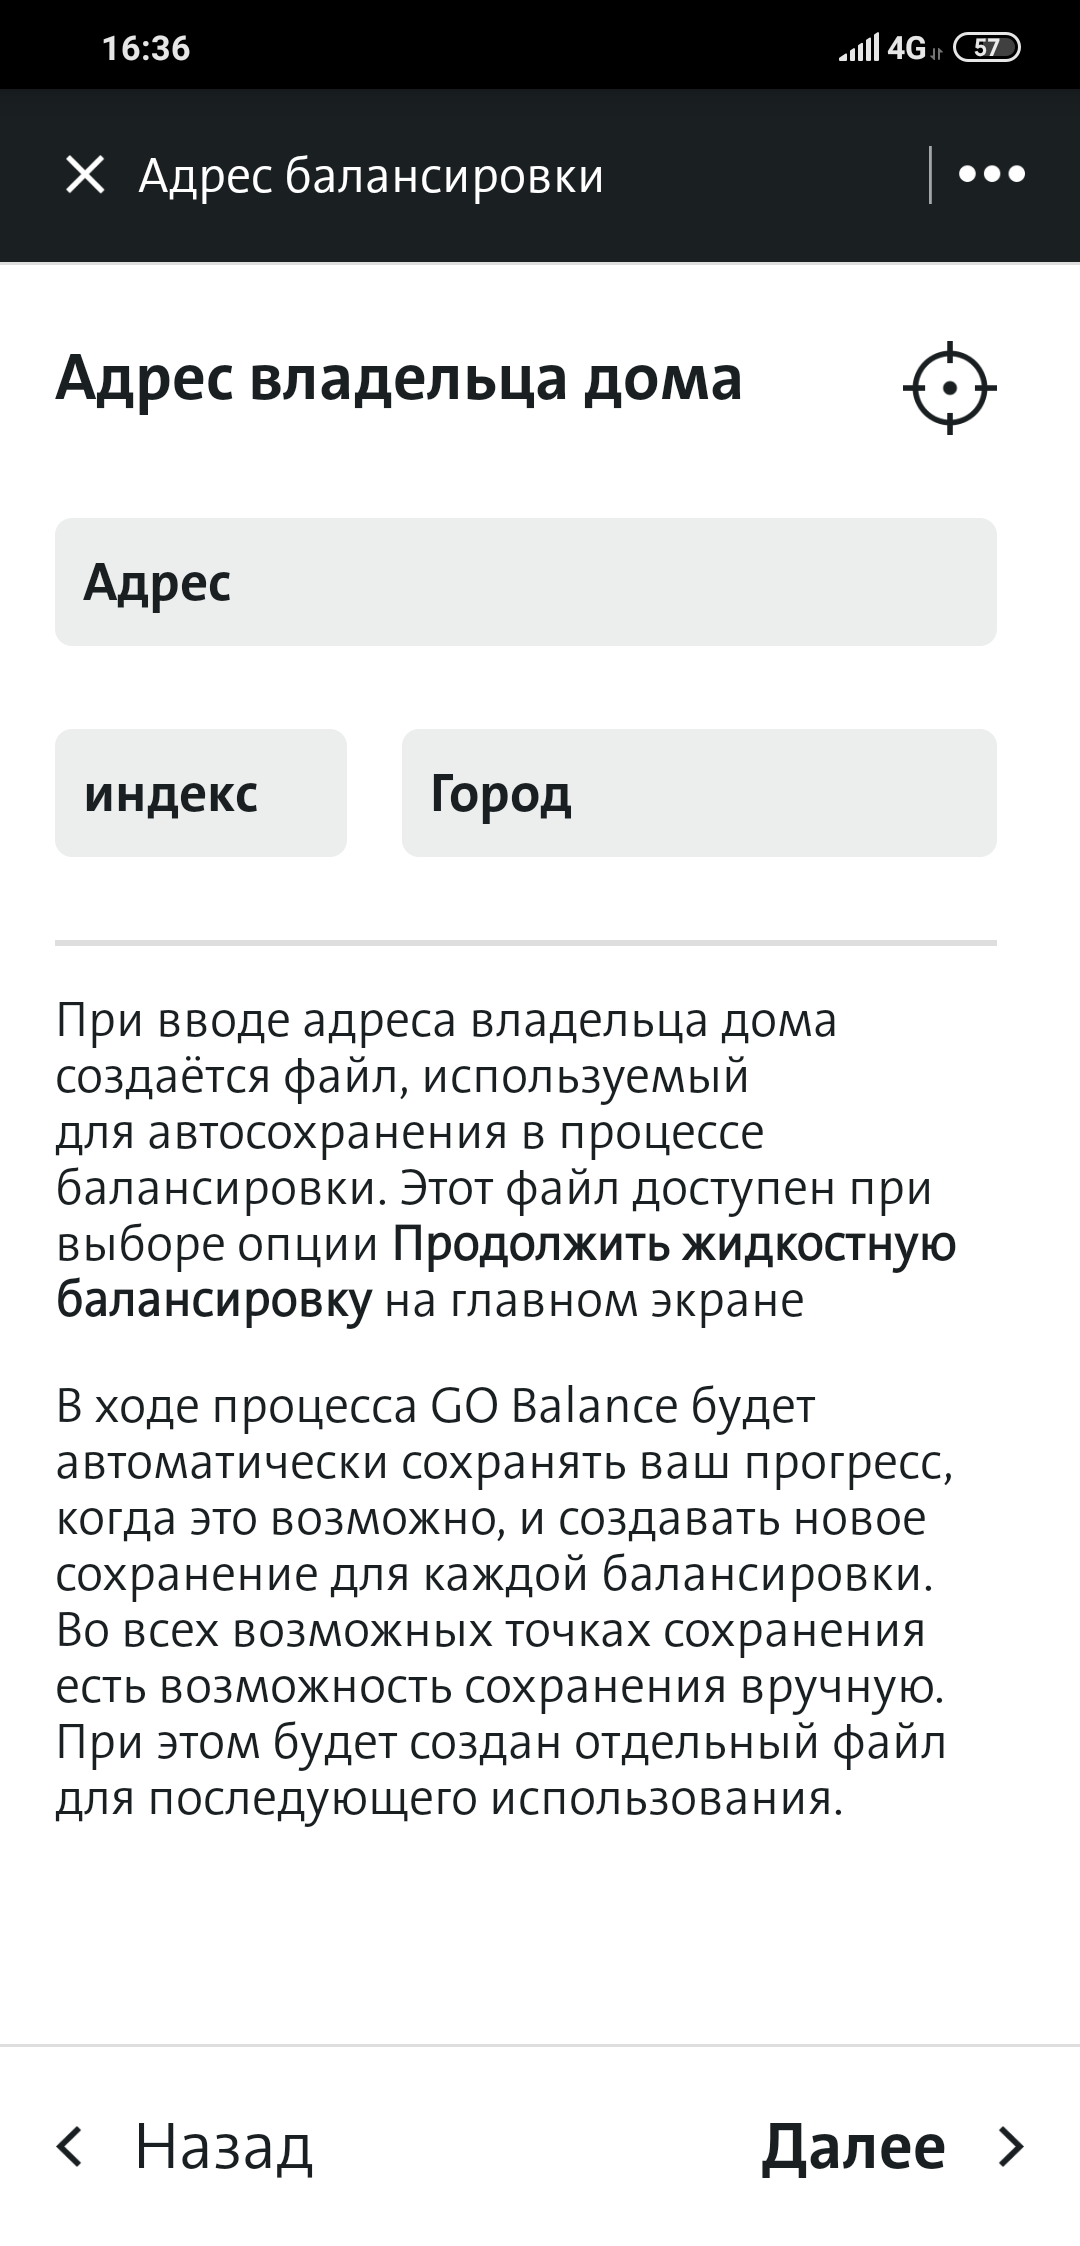 16:36
4G 57
Адрес балансировки
Адрес владельца дома
Адрес
индекс
Город
При вводе адреса владельца дома
создаётся файл, используемый
для автосохранения в процессе
балансировки. Этот файл доступен при
выборе опции Продолжить жидкостную
балансировку на главном экране
В ходе процесса GO Balance будет
автоматически сохранять ваш прогресс,
когда это возможно, и создавать новое
сохранение для каждой балансировки.
Во всех возможных точках сохранения
есть возможность сохранения вручную.
При этом будет создан отдельный файл
для последующего использования.
Назад
Далее